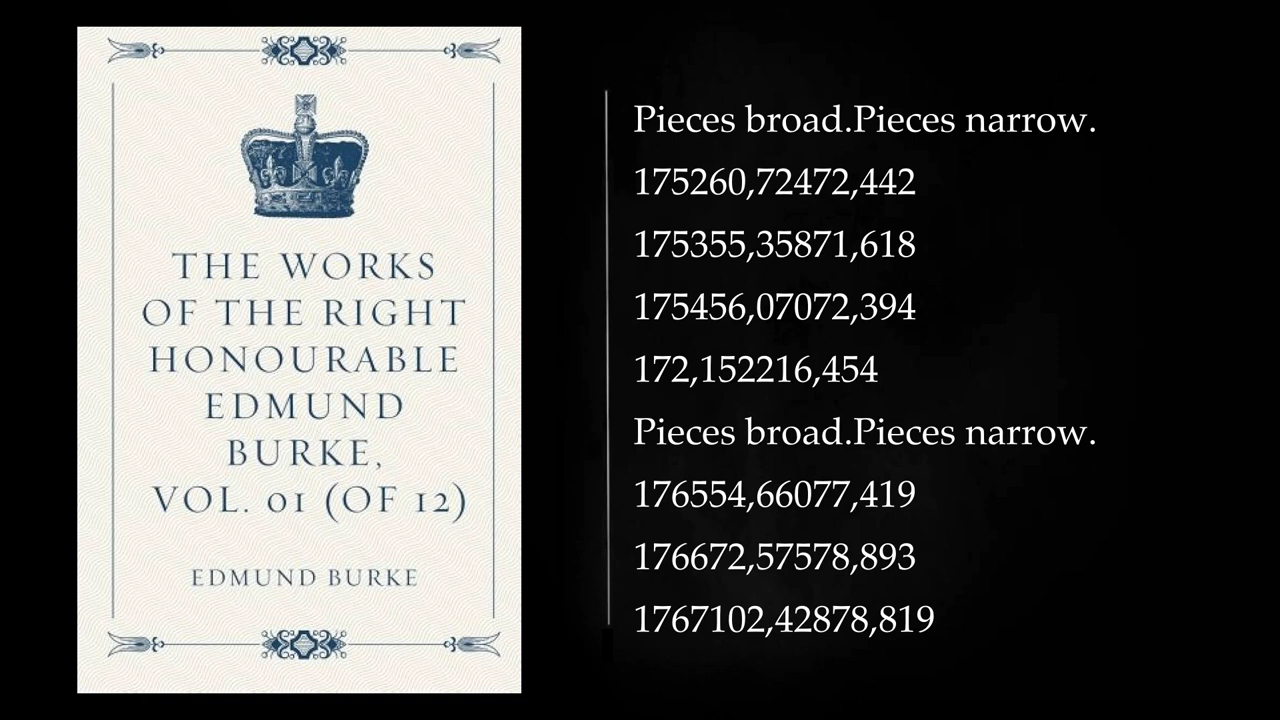 THE WORKS
OF THE RIGHT
HONOURABLE
EDMUND
BURKE,
VOL. 01 (OF 12)
EDMUND BURKE
Pieces broad.Pieces narrow.
175260,72472,442
175355,35871,618
175456,07072,394
172,152216,454
Pieces broad.Pieces narrow.
176554,66077,419
176672,57578,893
1767102,42878,819